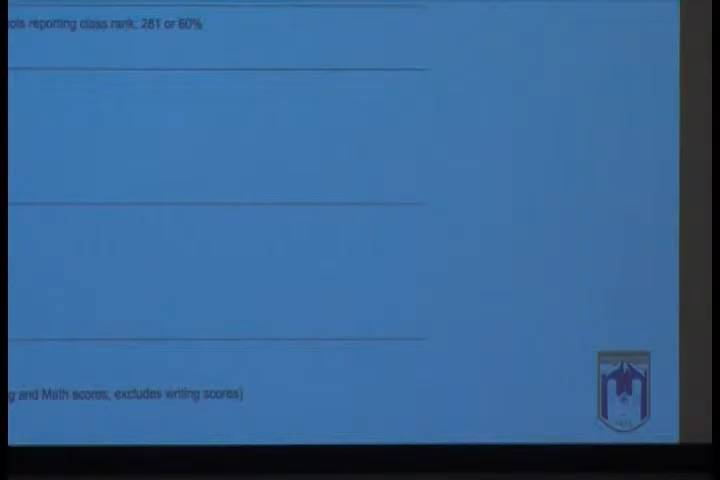 ols reporting class rank: 281 or 60%
g and Math scores; excludes writing scores)